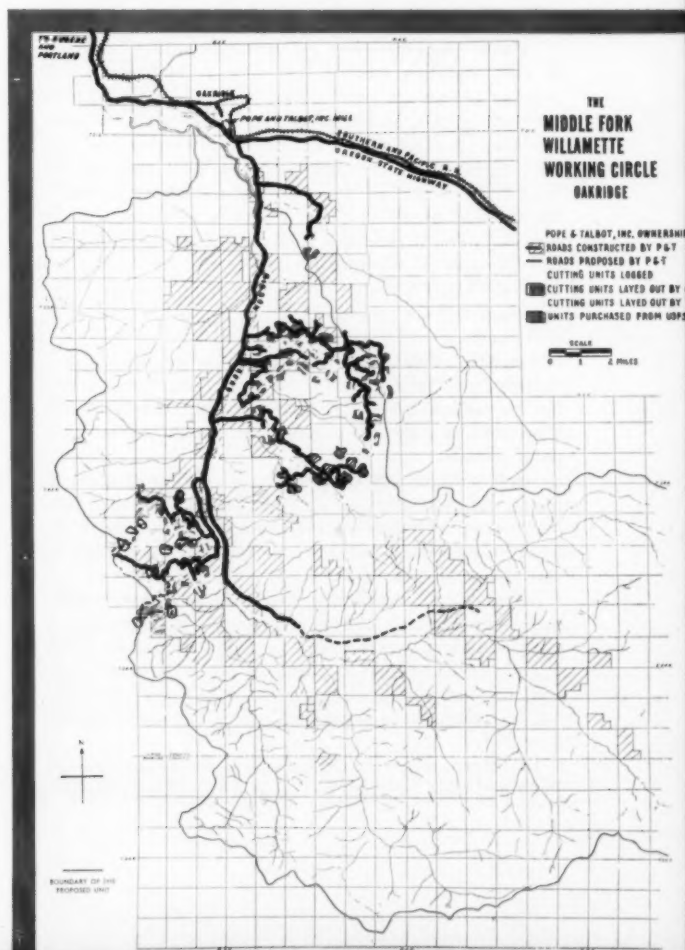 TO EUGENE
AND
PORTLAND
OAKRIDGE
POPE AND TALBOT, INC. MILL
SOUTHERN AND PACIFIC R. R.
OREGON STATE HIGHWAY
THE
MIDDLE FORK
WILLAMETTE
WORKING CIRCLE
OAKRIDGE
POPE & TALBOT, INC. OWNERSHIP
ROADS CONSTRUCTED BY P&T
ROADS PROPOSED BY P&T
CUTTING UNITS LOGGED
CUTTING UNITS LAYED OUT BY
CUTTING UNITS LAYED OUT BY
UNITS PURCHASED FROM USFS
SCALE
0 1 2 MILES
N
BOUNDARY OF THE
PROPOSED UNIT